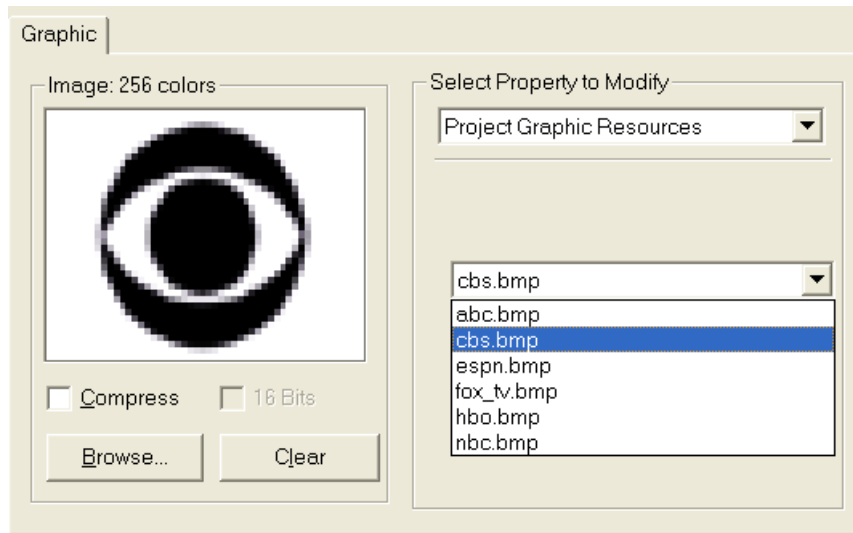 Graphic
Image: 256 colors
Compress
16 Bits
Browse...
Clear
Select Property to Modify
Project Graphic Resources
cbs.bmp
abc.bmp
cbs.bmp
espn.bmp
fox_tv.bmp
hbo.bmp
nbc.bmp